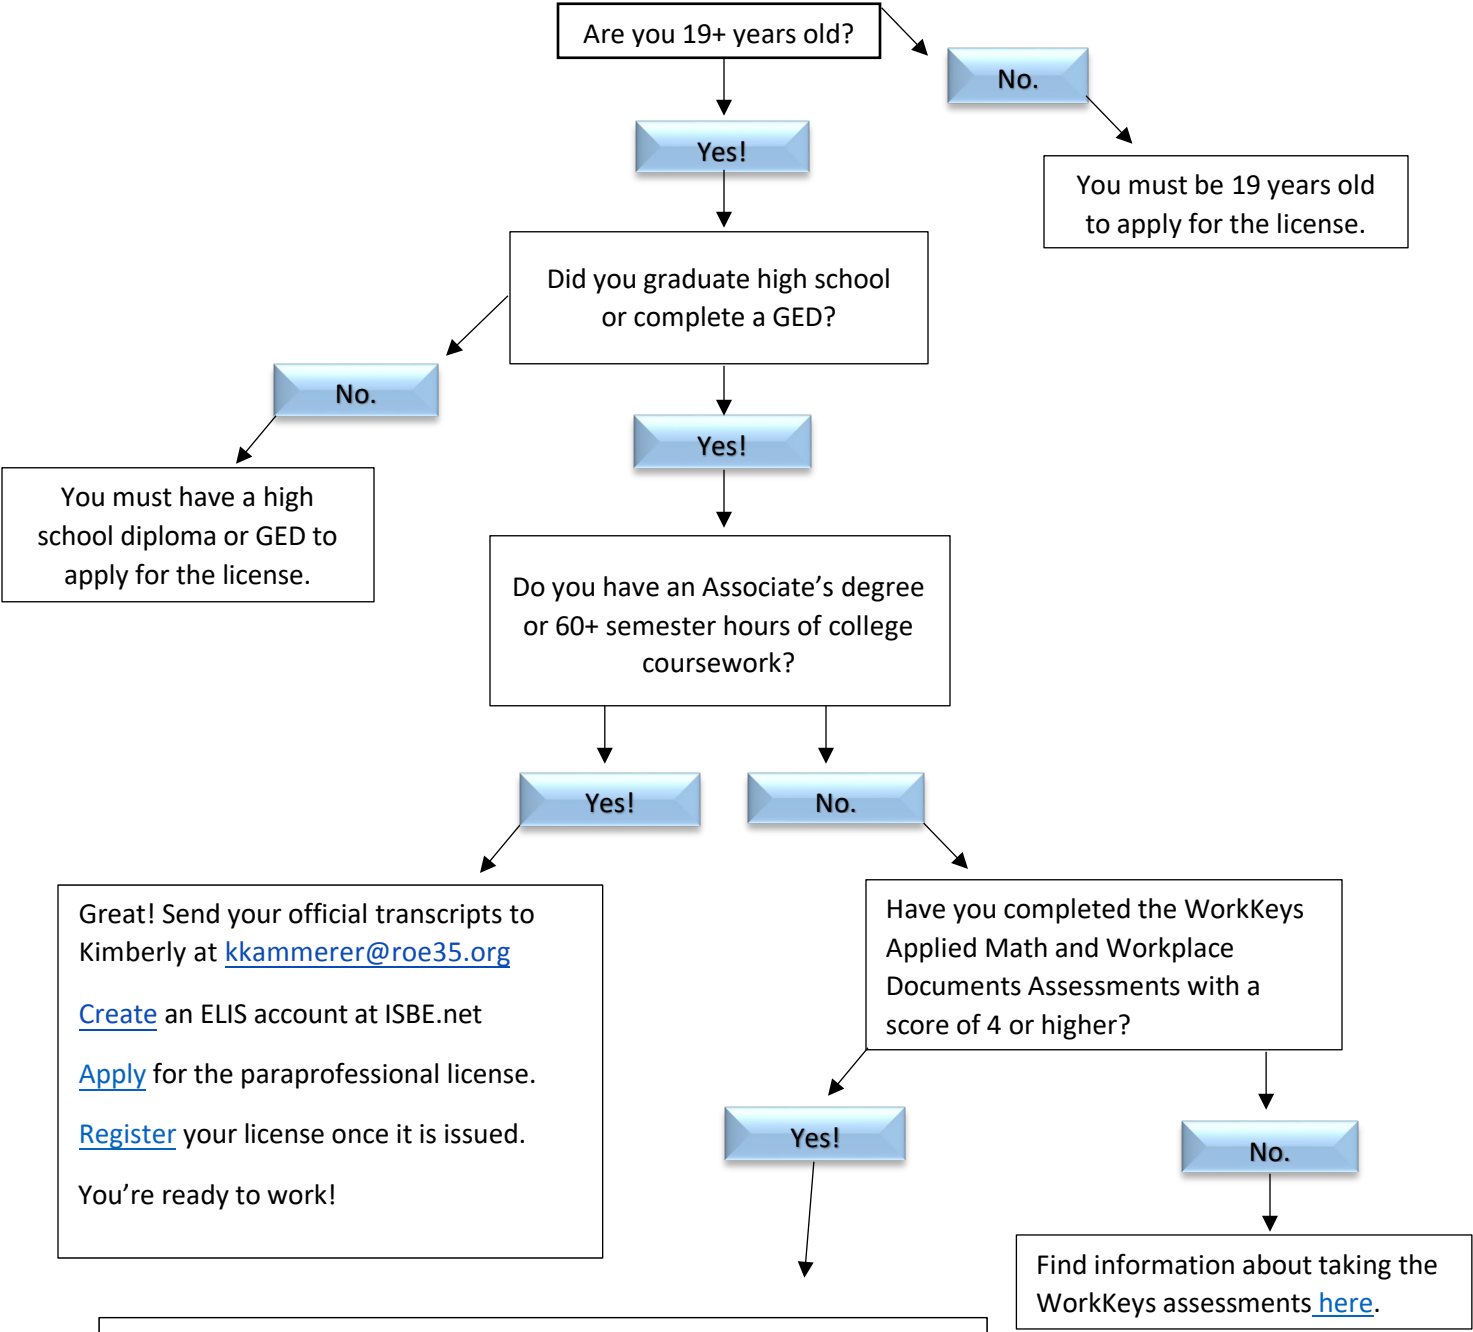 Are you 19+ years old?
No.
Yes!
You must be 19 years old
to apply for the license.
Did you graduate high school
or complete a GED?
No.
Yes!
You must have a high
school diploma or GED to
apply for the license.
Do you have an Associate’s degree
or 60+ semester hours of college
coursework?
Yes!
No.
Great! Send your official transcripts to
Kimberly at kkammerer@roe35.org
Create an ELIS account at ISBE.net
Apply for the paraprofessional license.
Register your license once it is issued.
You’re ready to work!
Have you completed the WorkKeys
Applied Math and Workplace
Documents Assessments with a
score of 4 or higher?
Yes!
No.
Find information about taking the
WorkKeys assessments here.